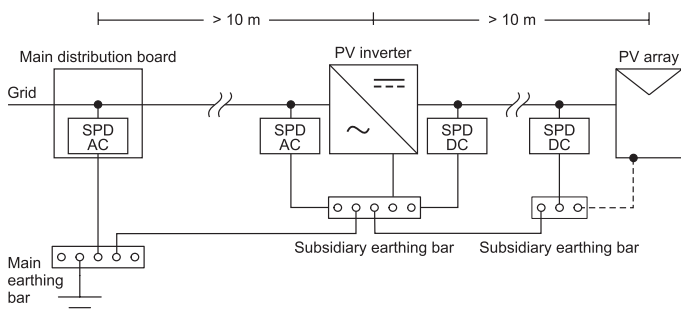 > 10 m
> 10 m
Main distribution board
PV inverter
PV array
Grid
SPD
AC
SPD
AC
SPD
DC
SPD
DC
Subsidiary earthing bar
Subsidiary earthing bar
Main
earthing
bar